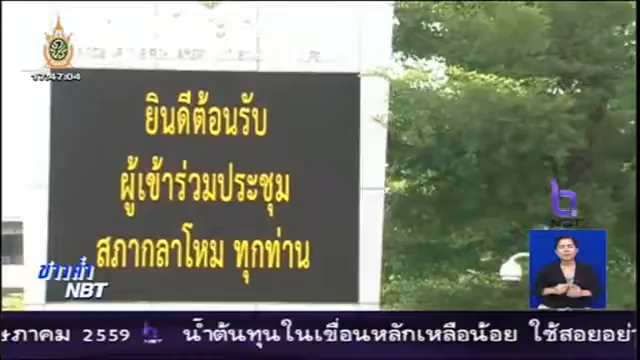 17:47:04
ยินดีต้อนรับ
ผู้เข้าร่วมประชุม
สภากลาโหม ทุกท่าน
NBT
ข่าวค่ำ
NBT
ษภาคม 2559 น้ำต้นทุนในเขื่อนหลักเหลือน้อย ใช้สอยอย่